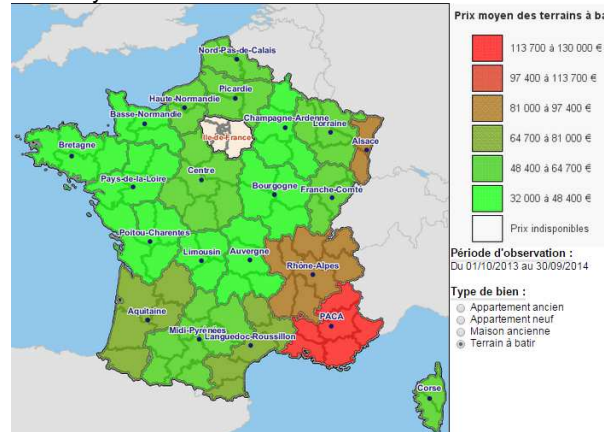 Prix moyen des terrains à ba
113 700 à 130 000 €
97 400 à 113 700 €
81 000 à 97 400 €
64 700 à 81 000 €
48 400 à 64 700 €
32 000 à 48 400 €
Prix indisponibles
Période d'observation :
Du 01/10/2013 au 30/09/2014
Type de bien :
Appartement ancien
Appartement neuf
Maison ancienne
Terrain à batir
Nord-Pas-de-Calais
Picardie
Haute-Normandie
Basse-Normandie
Champagne-Ardenne
Lorraine
Ile-de-France
Alsace
Bretagne
Centre
Pays-de-la-Loire
Bourgogne
Franche-Comté
Poitou-Charentes
Limousin
Auvergne
Rhône-Alpes
Aquitaine
PACA
Midi-Pyrénées
Languedoc-Roussillon
Corse